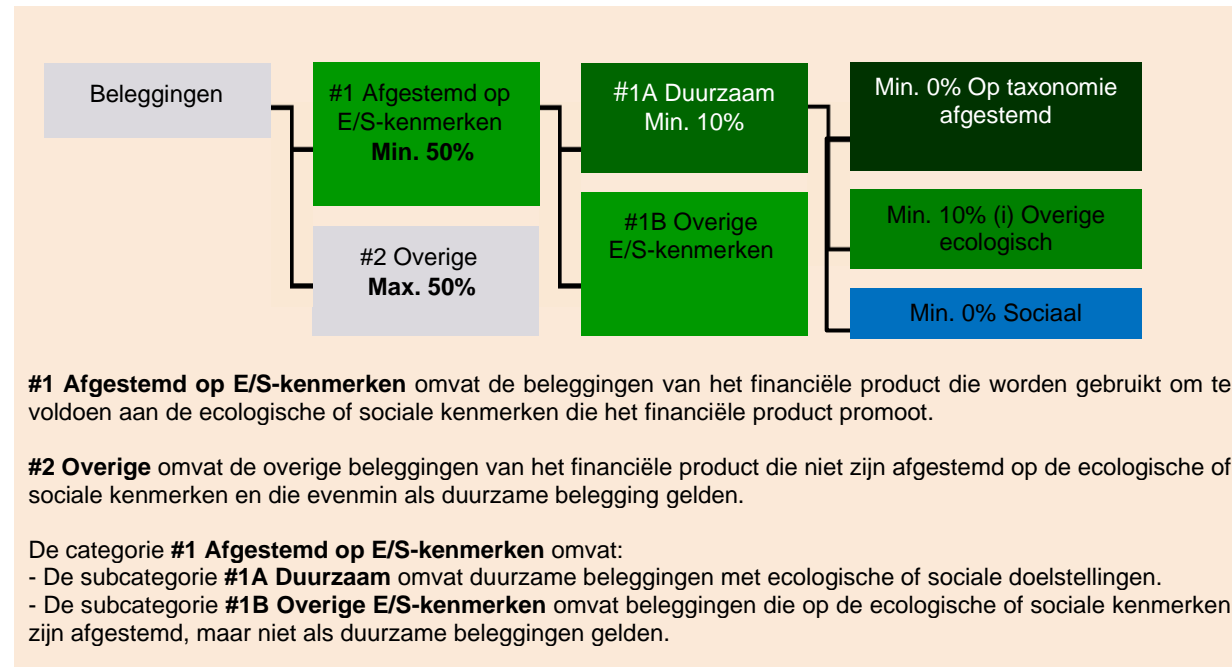 Beleggingen
#1 Afgestemd op
E/S-kenmerken
Min. 50%
#2 Overige
Max. 50%
#1A Duurzaam
Min. 10%
#1B Overige
E/S-kenmerken
Min. 0% Op taxonomie
afgestemd
Min. 10% (i) Overige
ecologisch
Min. 0% Sociaal
#1 Afgestemd op E/S-kenmerken omvat de beleggingen van het financiële product die worden gebruikt om te
voldoen aan de ecologische of sociale kenmerken die het financiële product promoot.
#2 Overige omvat de overige beleggingen van het financiële product die niet zijn afgestemd op de ecologische of
sociale kenmerken en die evenmin als duurzame belegging gelden.
De categorie #1 Afgestemd op E/S-kenmerken omvat:
- De subcategorie #1A Duurzaam omvat duurzame beleggingen met ecologische of sociale doelstellingen.
- De subcategorie #1B Overige E/S-kenmerken omvat beleggingen die op de ecologische of sociale kenmerken
zijn afgestemd, maar niet als duurzame beleggingen gelden.